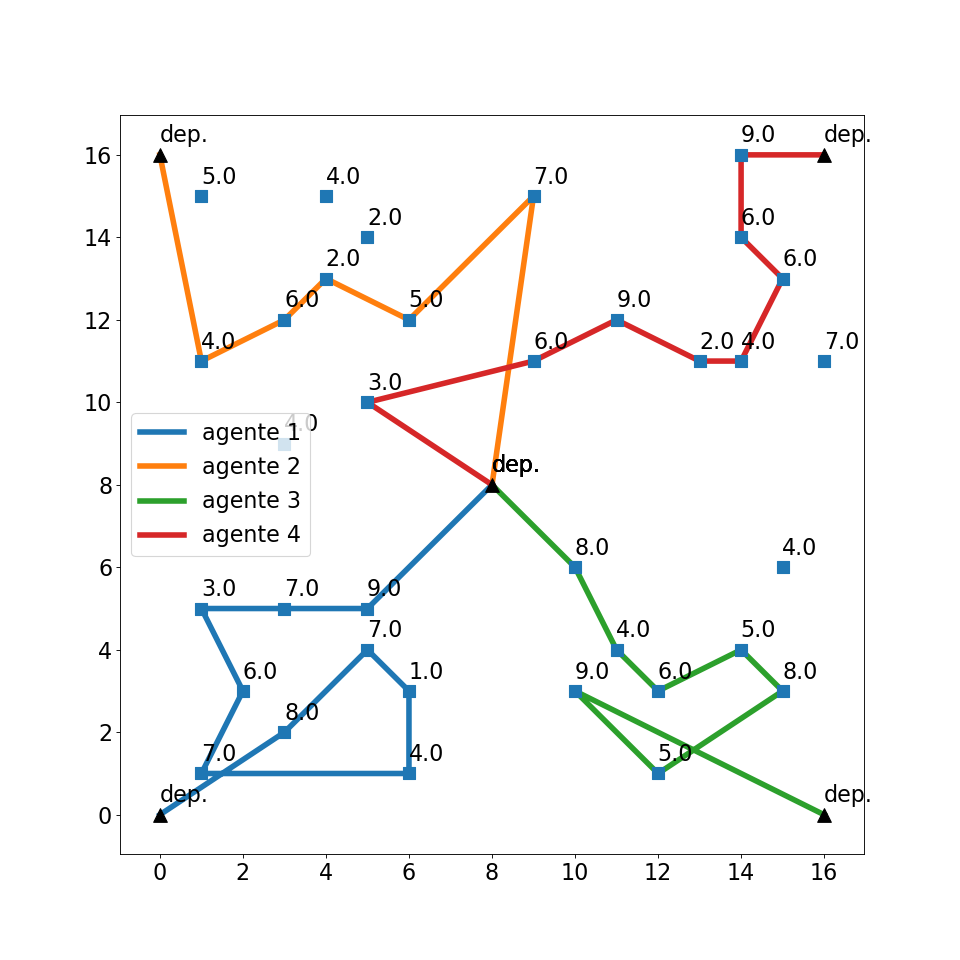 dep. 9.0 dep.
16
5.0 4.0 7.0
2.0 6.0
14
2.0 6.0
6.0 5.0 9.0
12
4.0 6.0 2.0 4.0 7.0
3.0
10
4.0
agente 1
agente 2
agente 3
agente 4
dep.
8
8.0 4.0
6
3.0 7.0 9.0
7.0 4.0 5.0
4
6.0 1.0 9.0 6.0 8.0
8.0
2
7.0 4.0 5.0
dep. dep.
0
0 2 4 6 8 10 12 14 16